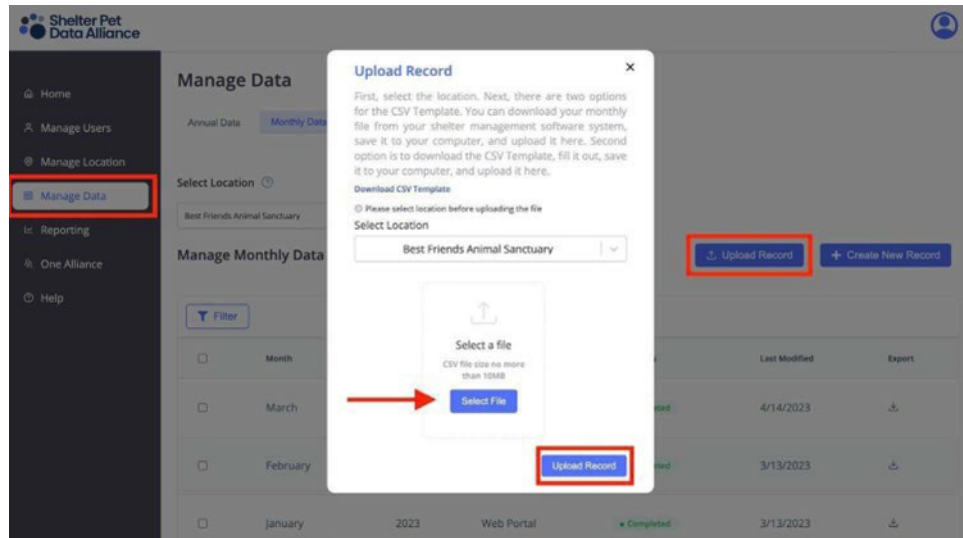 Shelter Pet
Data Alliance
Home
Manage Users
Manage Location
Manage Data
Reporting
One Alliance
Help
Manage Data
Annual Data
Monthly Data
Select Location
Best Friends Animal Sanctuary
Manage Monthly Data
Upload Record
+ Create New Record
Filter
Month
Last Modified
Export
March
4/14/2023
February
3/13/2023
January
2023
Web Portal
Completed
3/13/2023
Upload Record
First, select the location. Next, there are two options
for the CSV Template. You can download your monthly
file from your shelter management software system,
save it to your computer, and upload it here. Second
option is to download the CSV Template, fill it out, save
it to your computer, and upload it here.
Download CSV Template
Please select location before uploading the file
Select Location
Best Friends Animal Sanctuary
Select a file
CSV file size no more
than 10MB
Select File
Upload Record